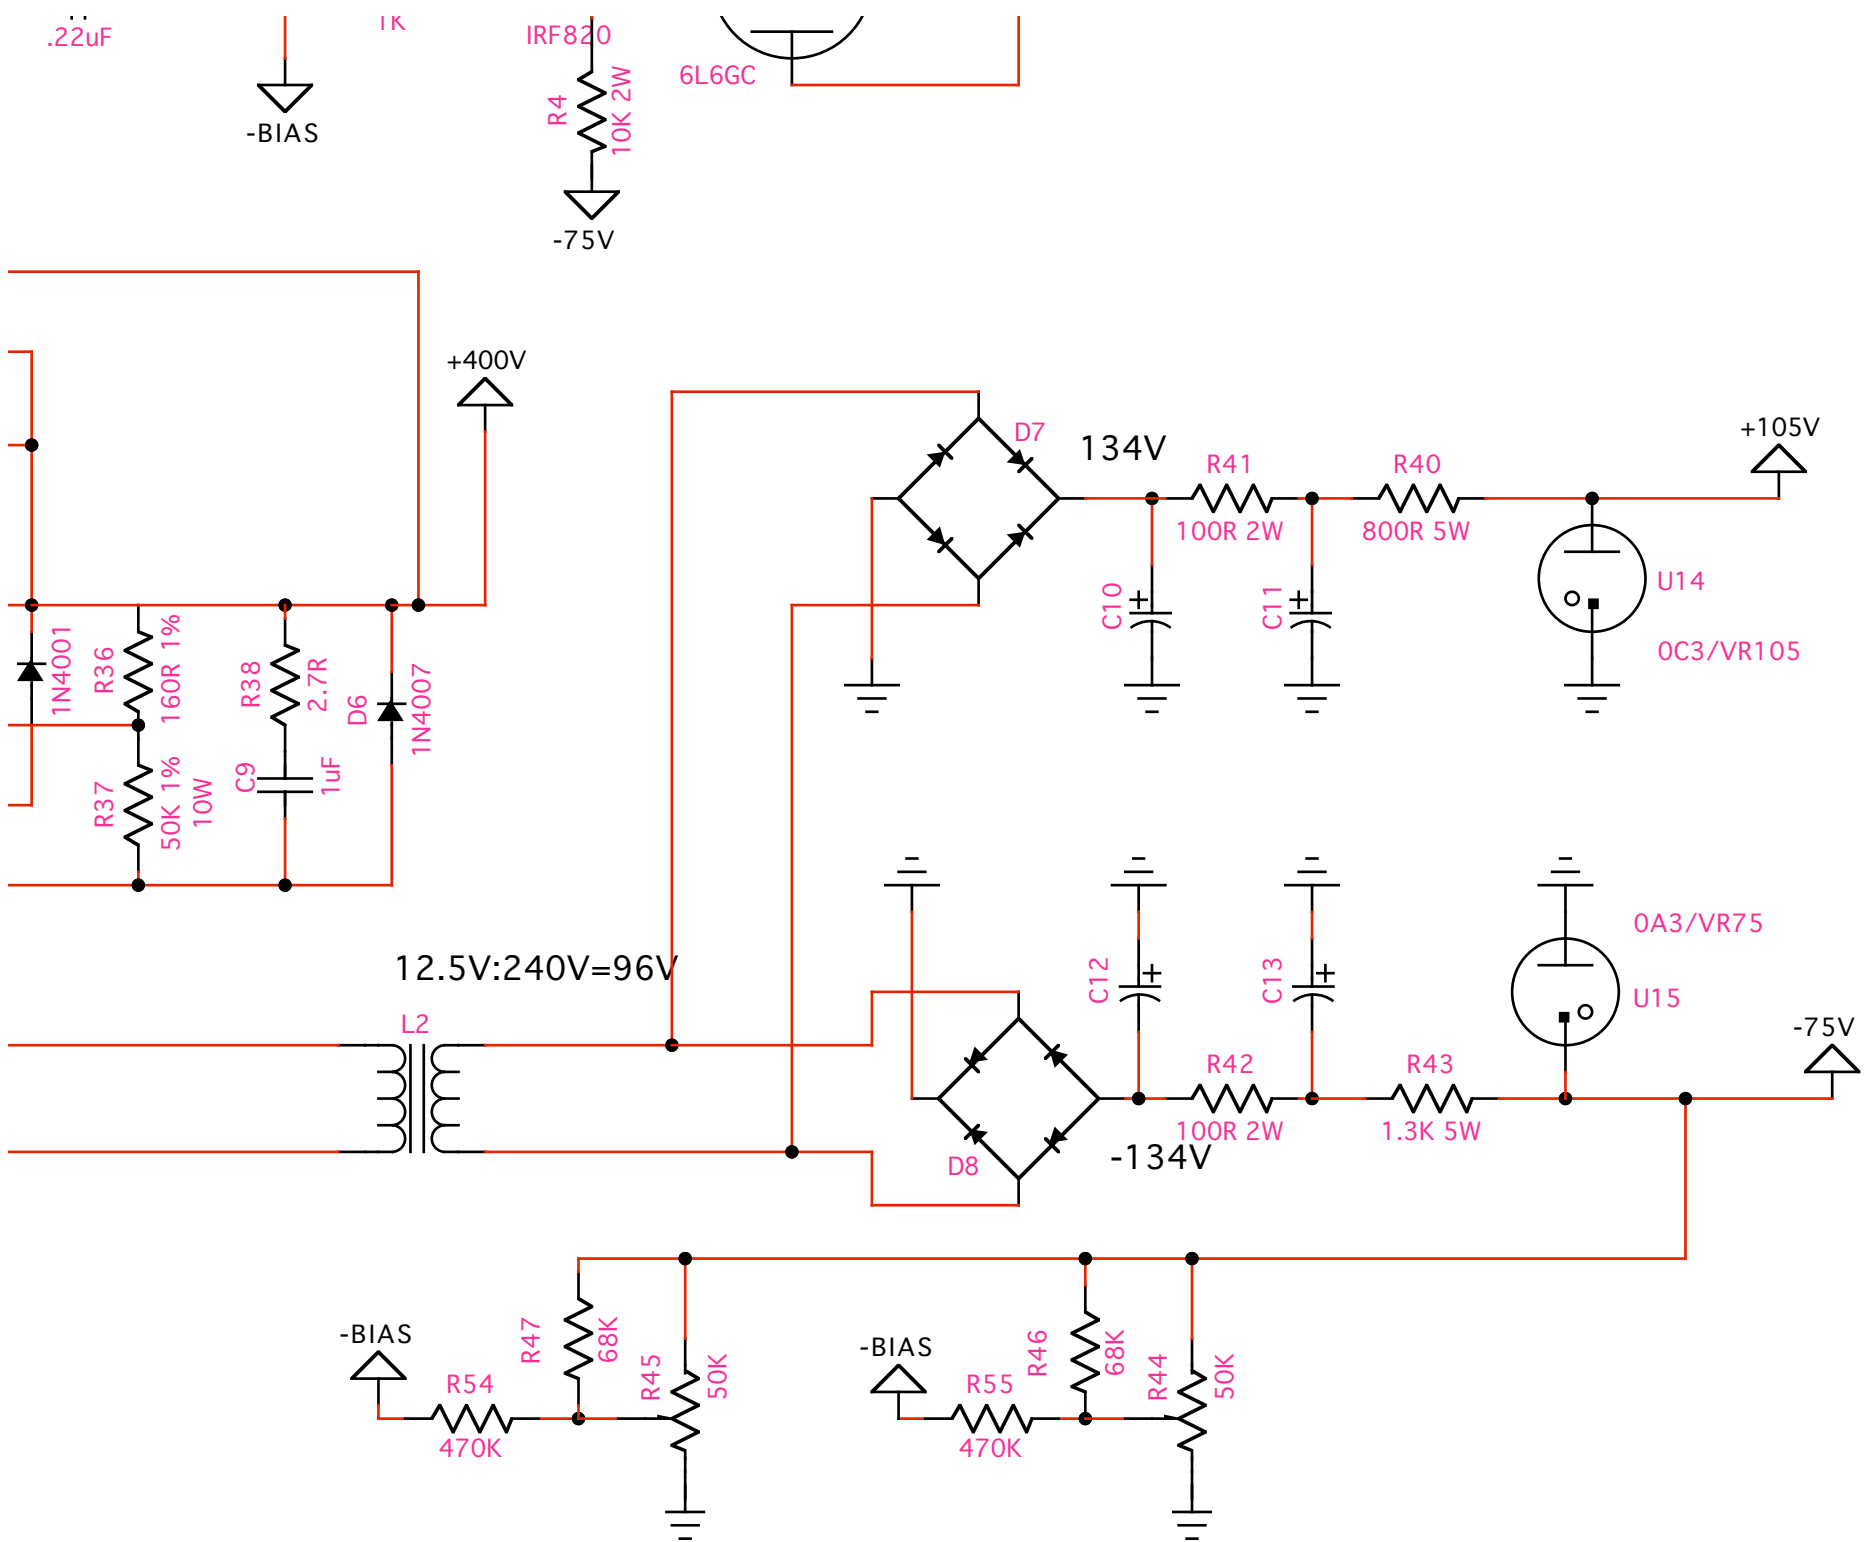 .22uF
1K
IRF820
6L6GC
-BIAS
R4
10K 2W
-75V
+400V
D7
134V
R41
100R 2W
R40
800R 5W
+105V
C10
C11
U14
0C3/VR105
1N4001
R36
160R 1%
R38
2.7R
D6
1N4007
R37
50K 1%
10W
C9
1uF
12.5V:240V=96V
L2
C12
C13
0A3/VR75
U15
-75V
R42
100R 2W
R43
1.3K 5W
D8
-134V
-BIAS
R54
470K
R47
68K
R45
50K
-BIAS
R55
470K
R46
68K
R44
50K